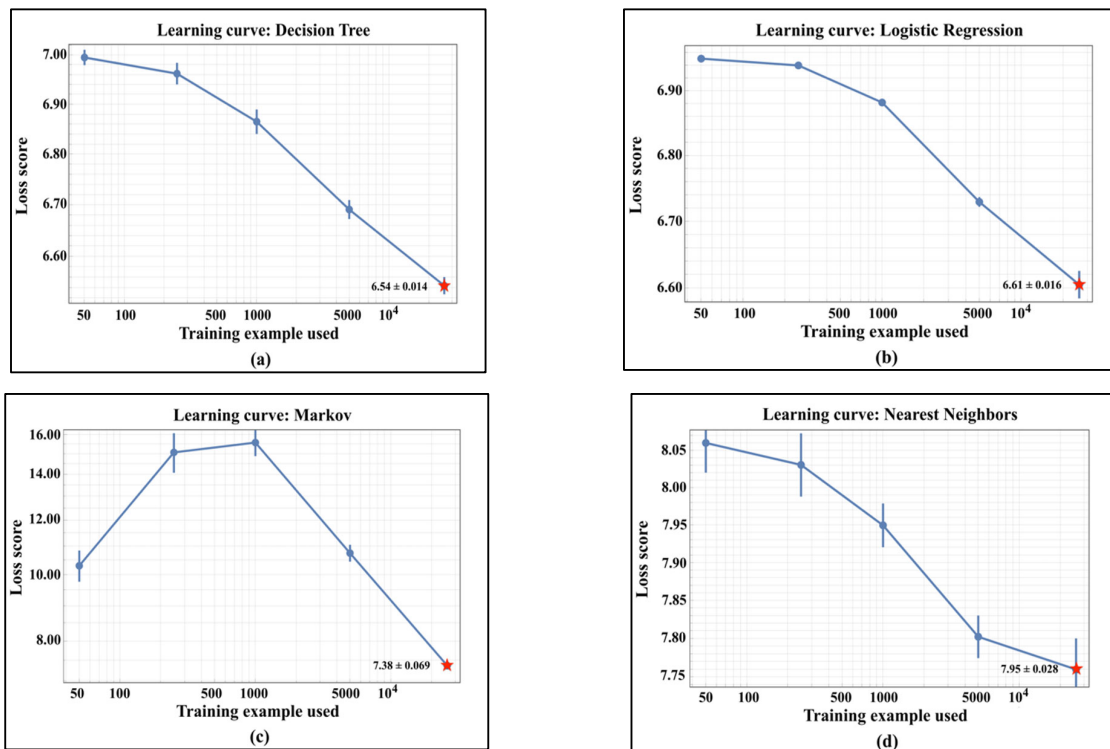 Learning curve: Decision Tree
7.00
6.90
6.80
6.70
6.60
Loss score
6.54 ± 0.014
50 100 500 1000 5000 10⁴
Training example used
(a)
Learning curve: Logistic Regression
6.90
6.80
6.70
6.60
Loss score
6.61 ± 0.016
50 100 500 1000 5000 10⁴
Training example used
(b)
Learning curve: Markov
16.00
14.00
12.00
10.00
8.00
Loss score
7.38 ± 0.069
50 100 500 1000 5000 10⁴
Training example used
(c)
Learning curve: Nearest Neighbors
8.05
8.00
7.95
7.90
7.85
7.80
7.75
Loss score
7.95 ± 0.028
50 100 500 1000 5000 10⁴
Training example used
(d)